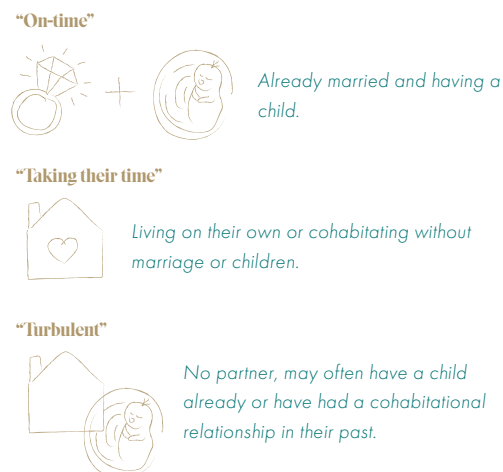 “On-time”
Already married and having a
child.
“Taking their time”
Living on their own or cohabitating without
marriage or children.
“Turbulent”
No partner, may often have a child
already or have had a cohabitational
relationship in their past.